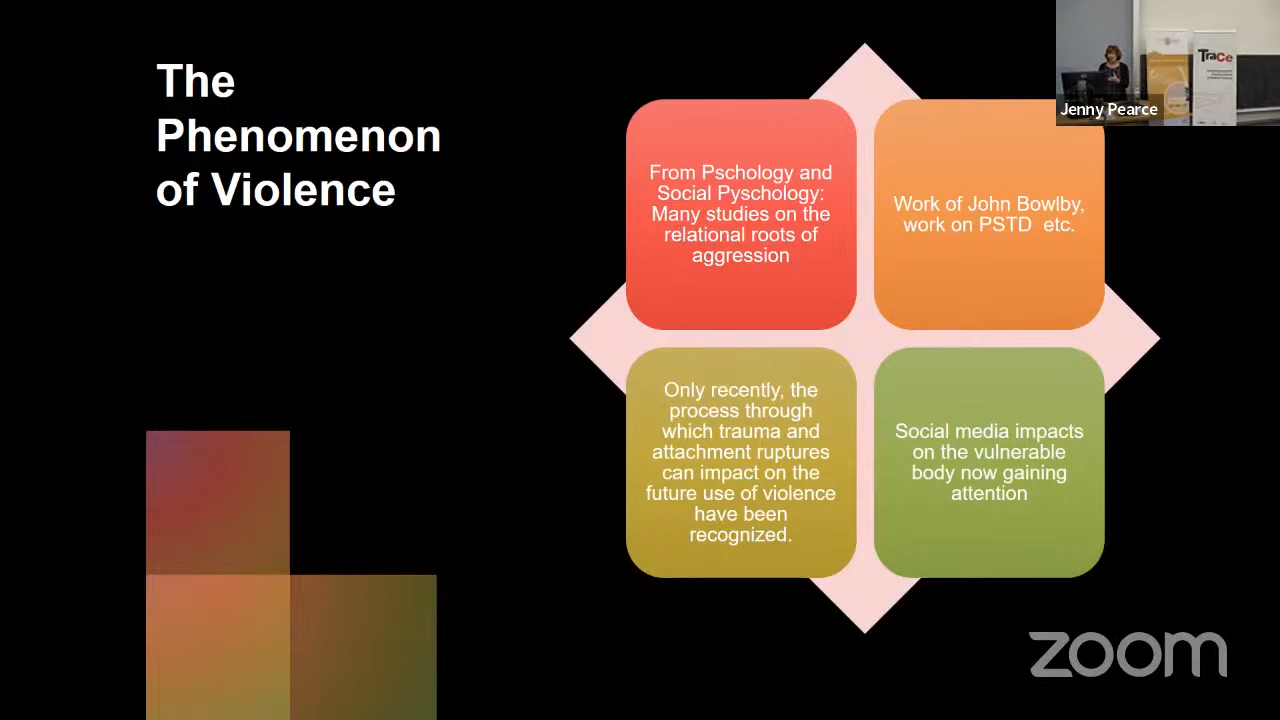 The
Phenomenon
of Violence
From Pschology and
Social Pyschology:
Many studies on the
relational roots of
aggression
Work of John Bowlby,
work on PSTD  etc.
Only recently, the
process through
which trauma and
attachment ruptures
can impact on the
future use of violence
have been
recognized.
Social media impacts
on the vulnerable
body now gaining
attention
TraCe
Jenny Pearce
zoom